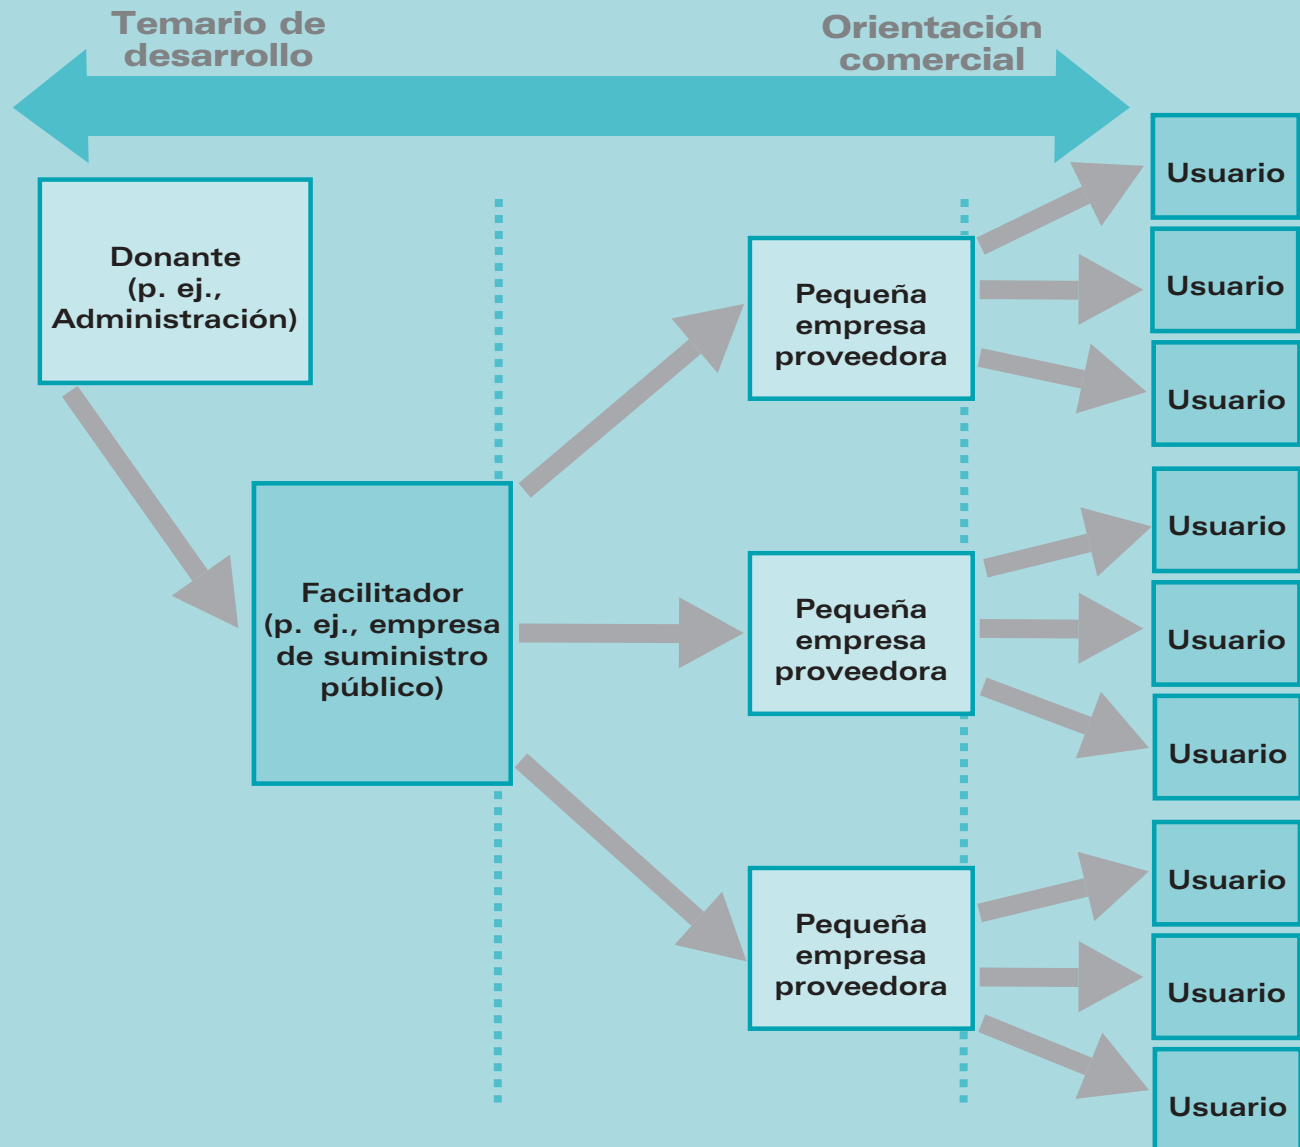 Temario de
desarrollo
Orientación
comercial
Donante
(p. ej.,
Administración)
Facilitador
(p. ej., empresa
de suministro
público)
Pequeña
empresa
proveedora
Pequeña
empresa
proveedora
Pequeña
empresa
proveedora
Usuario
Usuario
Usuario
Usuario
Usuario
Usuario
Usuario
Usuario
Usuario